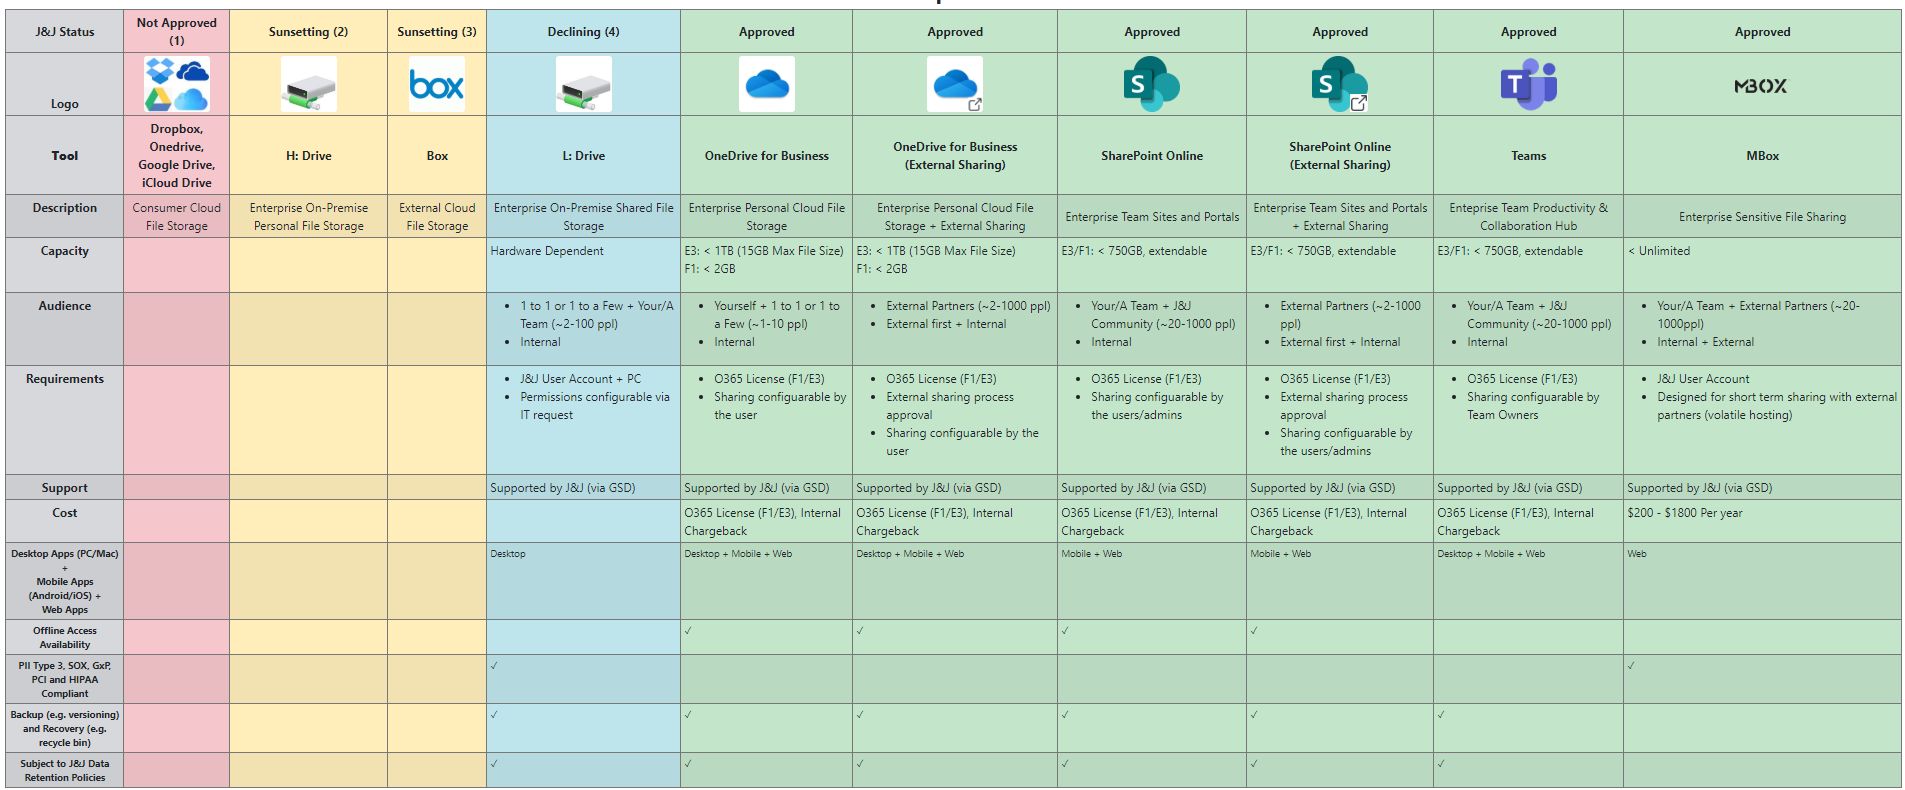 J&J Status
Not Approved
(1)
Sunsetting (2)
Sunsetting (3)
Declining (4)
Approved
Approved
Approved
Approved
Approved
Approved
Logo
box
S
S
T
MBOX
Tool
Dropbox,
Onedrive,
Google Drive,
iCloud Drive
H: Drive
Box
L: Drive
OneDrive for Business
OneDrive for Business
(External Sharing)
SharePoint Online
SharePoint Online
(External Sharing)
Teams
MBox
Description
Consumer Cloud
File Storage
Enterprise On-Premise
Personal File Storage
External Cloud
File Storage
Enterprise On-Premise Shared File
Storage
Enterprise Personal Cloud File
Storage
Enterprise Personal Cloud File
Storage + External Sharing
Enterprise Team Sites and Portals
Enterprise Team Sites and Portals
+ External Sharing
Enterprise Team Productivity &
Collaboration Hub
Enterprise Sensitive File Sharing
Capacity
Hardware Dependent
E3: < 1TB (15GB Max File Size)
F1: < 2GB
E3: < 1TB (15GB Max File Size)
F1: < 2GB
E3/F1: < 750GB, extendable
E3/F1: < 750GB, extendable
E3/F1: < 750GB, extendable
< Unlimited
Audience
• 1 to 1 or 1 to a Few + Your/A
Team (~2-100 ppl)
• Internal
• Yourself + 1 to 1 or 1 to
a Few (~1-10 ppl)
• Internal
• External Partners (~2-1000 ppl)
• External first + Internal
• Your/A Team + J&J
Community (~20-1000 ppl)
• Internal
• External Partners (~2-1000
ppl)
• External first + Internal
• Your/A Team + J&J
Community (~20-1000 ppl)
• Internal
• Your/A Team + External Partners (~20-
1000ppl)
• Internal + External
Requirements
• J&J User Account + PC
• Permissions configurable via
IT request
• O365 License (F1/E3)
• Sharing configuarable by
the user
• O365 License (F1/E3)
• External sharing process
approval
• Sharing configuarable by the
user
• O365 License (F1/E3)
• Sharing configuarable by
the users/admins
• O365 License (F1/E3)
• External sharing process
approval
• Sharing configuarable by
the users/admins
• O365 License (F1/E3)
• Sharing configuarable by
Team Owners
• J&J User Account
• Designed for short term sharing with external
partners (volatile hosting)
Support
Supported by J&J (via GSD)
Supported by J&J (via GSD)
Supported by J&J (via GSD)
Supported by J&J (via GSD)
Supported by J&J (via GSD)
Supported by J&J (via GSD)
Supported by J&J (via GSD)
Cost
O365 License (F1/E3), Internal
Chargeback
O365 License (F1/E3), Internal
Chargeback
O365 License (F1/E3), Internal
Chargeback
O365 License (F1/E3), Internal
Chargeback
O365 License (F1/E3), Internal
Chargeback
$200 - $1800 Per year
Desktop Apps (PC/Mac)
+
Mobile Apps
(Android/iOS) +
Web Apps
Desktop
Desktop + Mobile + Web
Desktop + Mobile + Web
Mobile + Web
Mobile + Web
Desktop + Mobile + Web
Web
Offline Access
Availability
✓
✓
✓
✓
PII Type 3, SOX, GxP,
PCI and HIPAA
Compliant
✓
✓
Backup (e.g. versioning)
and Recovery (e.g.
recycle bin)
✓
✓
✓
✓
✓
✓
Subject to J&J Data
Retention Policies
✓
✓
✓
✓
✓
✓